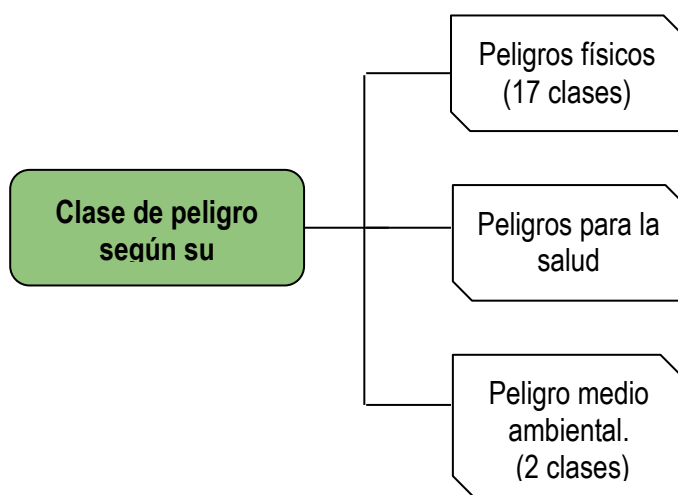 Peligros físicos
(17 clases)
Clase de peligro
según su
Peligros para la
salud
Peligro medio
ambiental.
(2 clases)